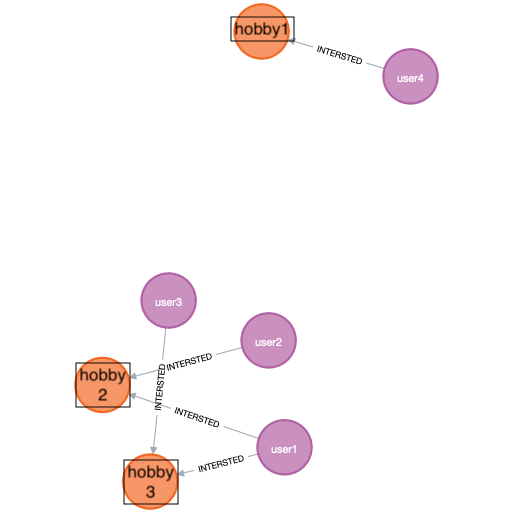 hobby1
INTERSTED
user4
user3
user2
INTERSTED
hobby
2
INTERSTED
INTERSTED
user1
INTERSTED
hobby
3